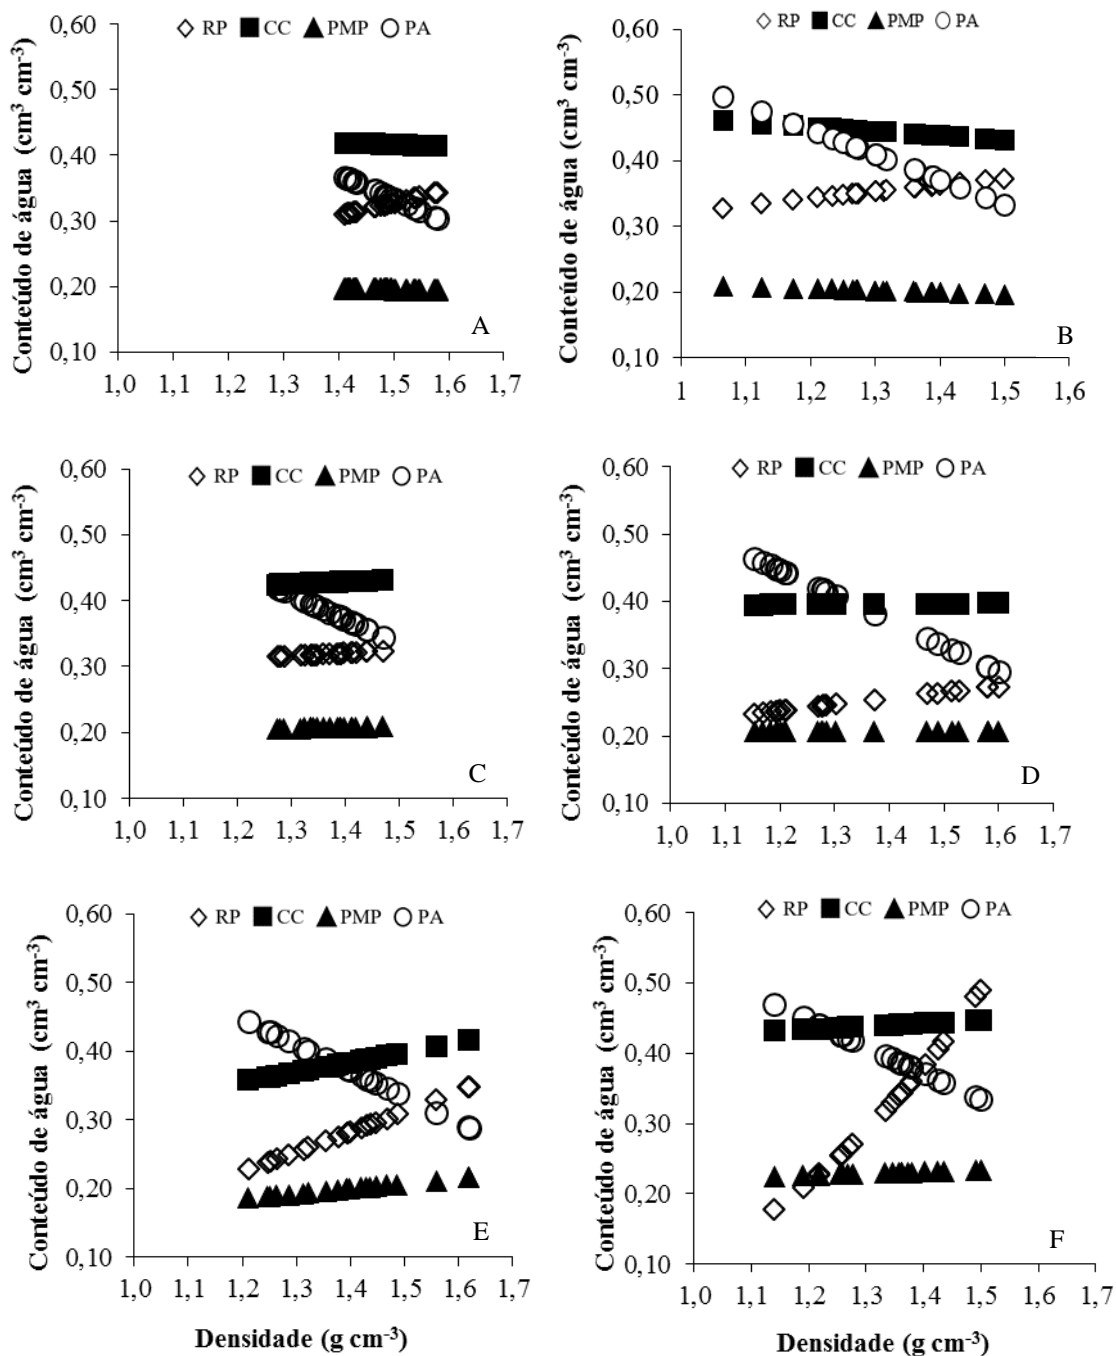 RP CC PMP PA
Conteúdo de água (cm³ cm⁻³)
0,60
0,50
0,40
0,30
0,20
0,10
A
1,0 1,1 1,2 1,3 1,4 1,5 1,6 1,7
RP CC PMP PA
Conteúdo de água (cm³ cm⁻³)
0,60
0,50
0,40
0,30
0,20
0,10
B
1 1,1 1,2 1,3 1,4 1,5 1,6
RP CC PMP PA
Conteúdo de água (cm³ cm⁻³)
0,60
0,50
0,40
0,30
0,20
0,10
C
1,0 1,1 1,2 1,3 1,4 1,5 1,6 1,7
RP CC PMP PA
Conteúdo de água (cm³ cm⁻³)
0,60
0,50
0,40
0,30
0,20
0,10
D
1,0 1,1 1,2 1,3 1,4 1,5 1,6 1,7
RP CC PMP PA
Conteúdo de água (cm³ cm⁻³)
0,60
0,50
0,40
0,30
0,20
0,10
E
1,0 1,1 1,2 1,3 1,4 1,5 1,6 1,7
Densidade (g cm⁻³)
RP CC PMP PA
Conteúdo de água (cm³ cm⁻³)
0,60
0,50
0,40
0,30
0,20
0,10
F
1,0 1,1 1,2 1,3 1,4 1,5 1,6 1,7
Densidade (g cm⁻³)